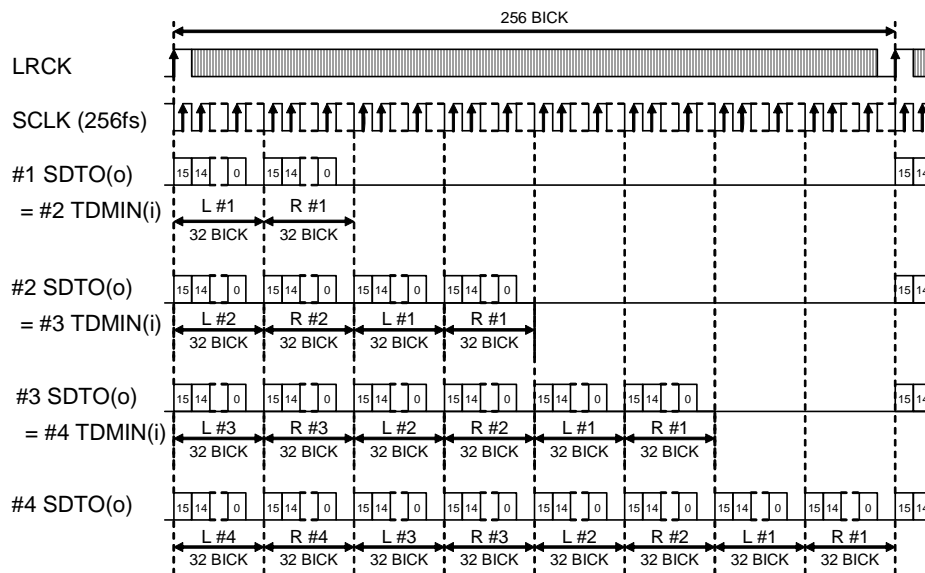 256 BICK
LRCK
SCLK (256fs)
#1 SDTO(o)
15 14 0 15 14 0 15 14
= #2 TDMIN(i)
L #1 R #1
32 BICK 32 BICK
#2 SDTO(o)
15 14 0 15 14 0 15 14 0 15 14 0 15 14
= #3 TDMIN(i)
L #2 R #2 L #1 R #1
32 BICK 32 BICK 32 BICK 32 BICK
#3 SDTO(o)
15 14 0 15 14 0 15 14 0 15 14 0 15 14 0 15 14 0 15 14
= #4 TDMIN(i)
L #3 R #3 L #2 R #2 L #1 R #1
32 BICK 32 BICK 32 BICK 32 BICK 32 BICK 32 BICK
#4 SDTO(o)
15 14 0 15 14 0 15 14 0 15 14 0 15 14 0 15 14 0 15 14 0 15 14 0 15 14
L #4 R #4 L #3 R #3 L #2 R #2 L #1 R #1
32 BICK 32 BICK 32 BICK 32 BICK 32 BICK 32 BICK 32 BICK 32 BICK